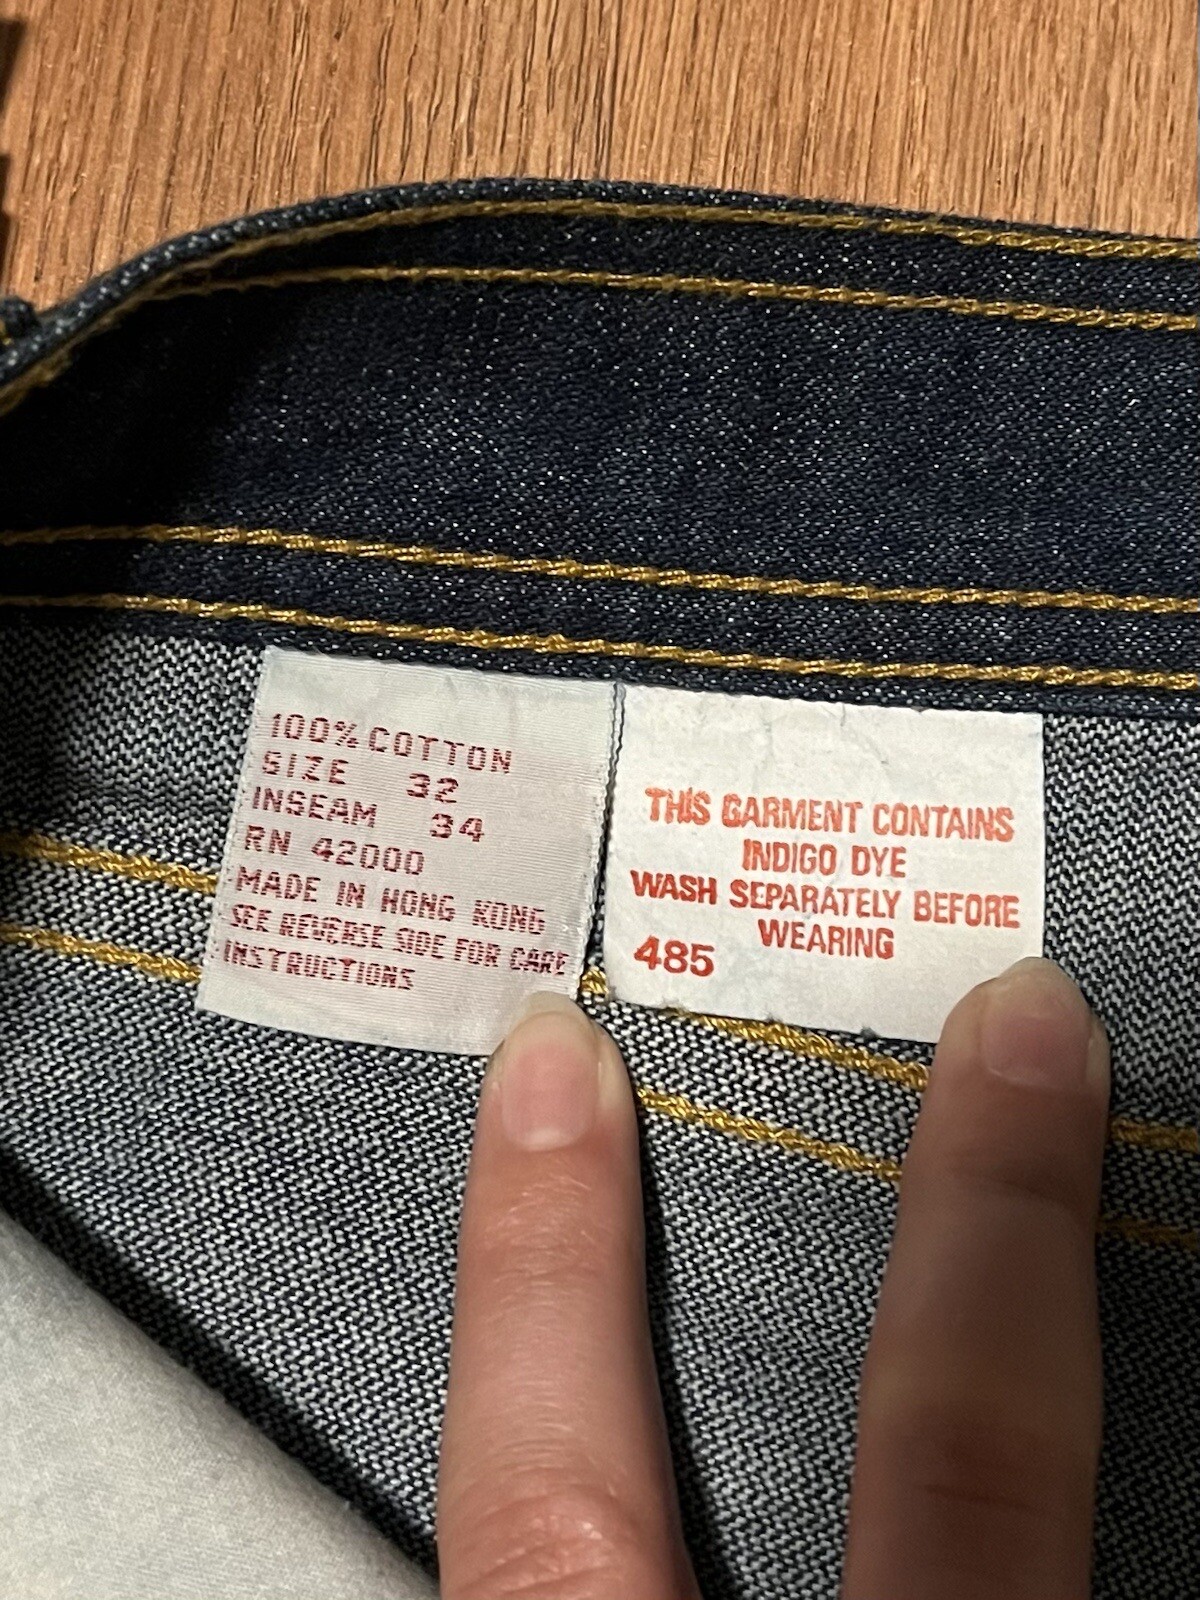 100% COTTON
SIZE 32
INSEAM 34
RN 42000
MADE IN HONG KONG
SEE REVERSE SIDE FOR CARE
INSTRUCTIONS
THIS GARMENT CONTAINS
INDIGO DYE
WASH SEPARATELY BEFORE
WEARING
485